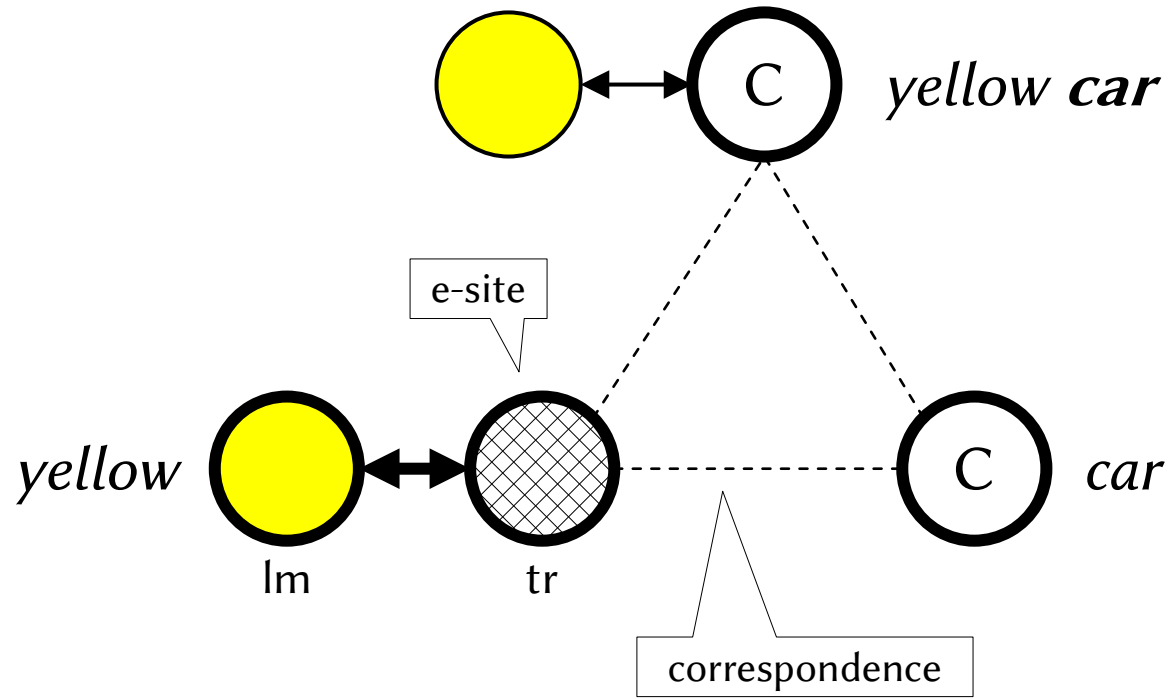 C
yellow car
e-site
yellow
C
car
lm
tr
correspondence